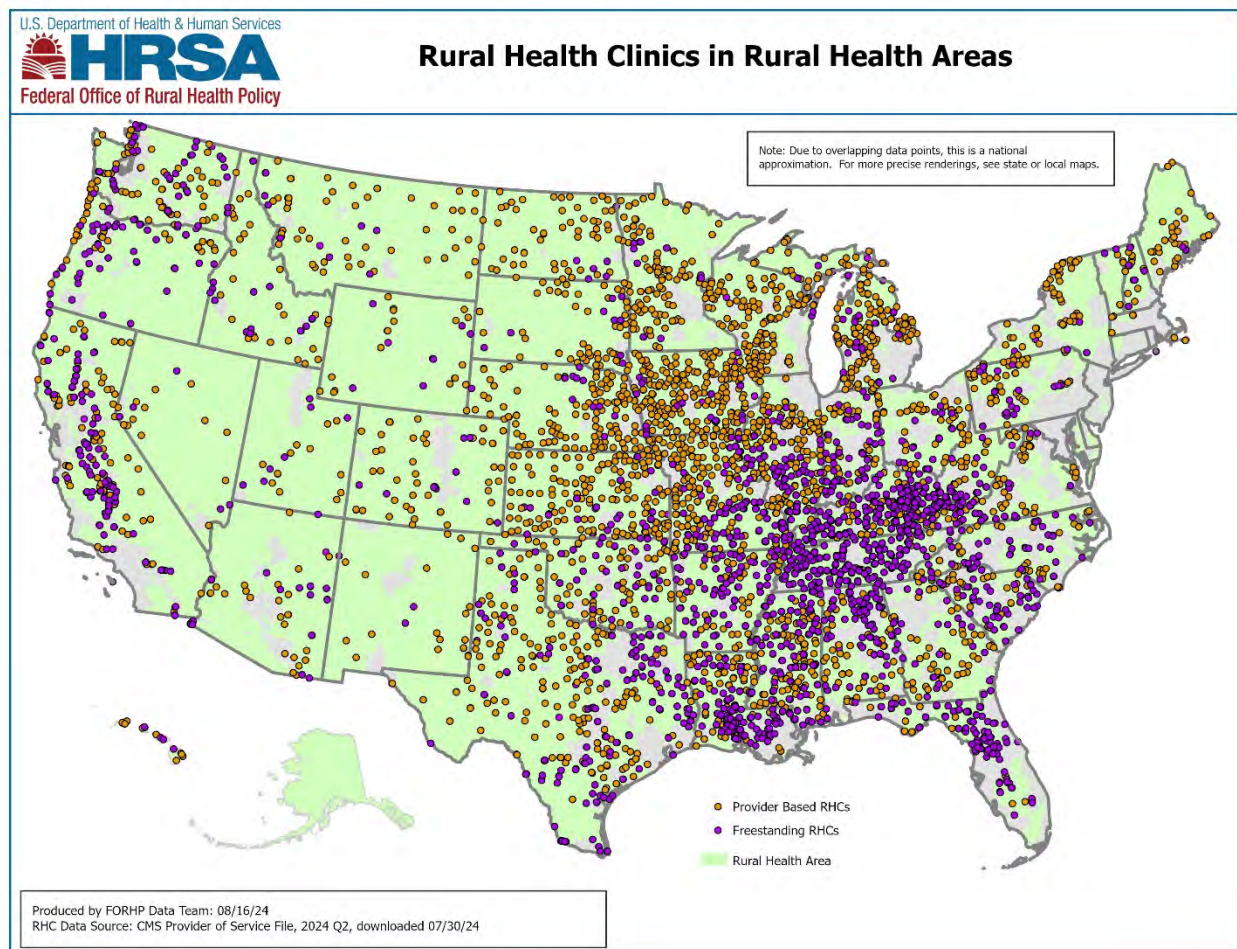 U.S. Department of Health & Human Services
HRSA
Federal Office of Rural Health Policy
Rural Health Clinics in Rural Health Areas
Note: Due to overlapping data points, this is a national
approximation. For more precise renderings, see state or local maps.
Provider Based RHCs
Freestanding RHCs
Rural Health Area
Produced by FORHP Data Team: 08/16/24
RHC Data Source: CMS Provider of Service File, 2024 Q2, downloaded 07/30/24